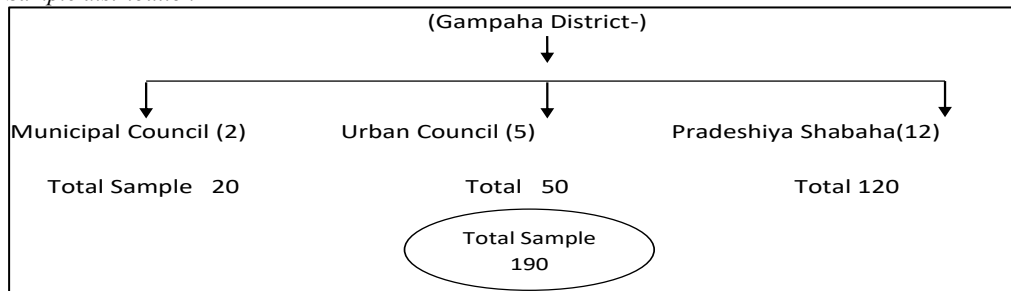 (Gampaha District-)
Municipal Council (2) Urban Council (5) Pradeshiya Shabaha(12)
Total Sample 20 Total 50 Total 120
Total Sample
190